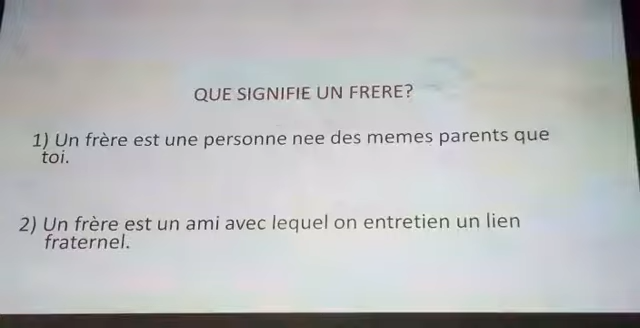 QUE SIGNIFIE UN FRERE?
1) Un frère est une personne nee des memes parents que
toi.
2) Un frère est un ami avec lequel on entretien un lien
fraternel.